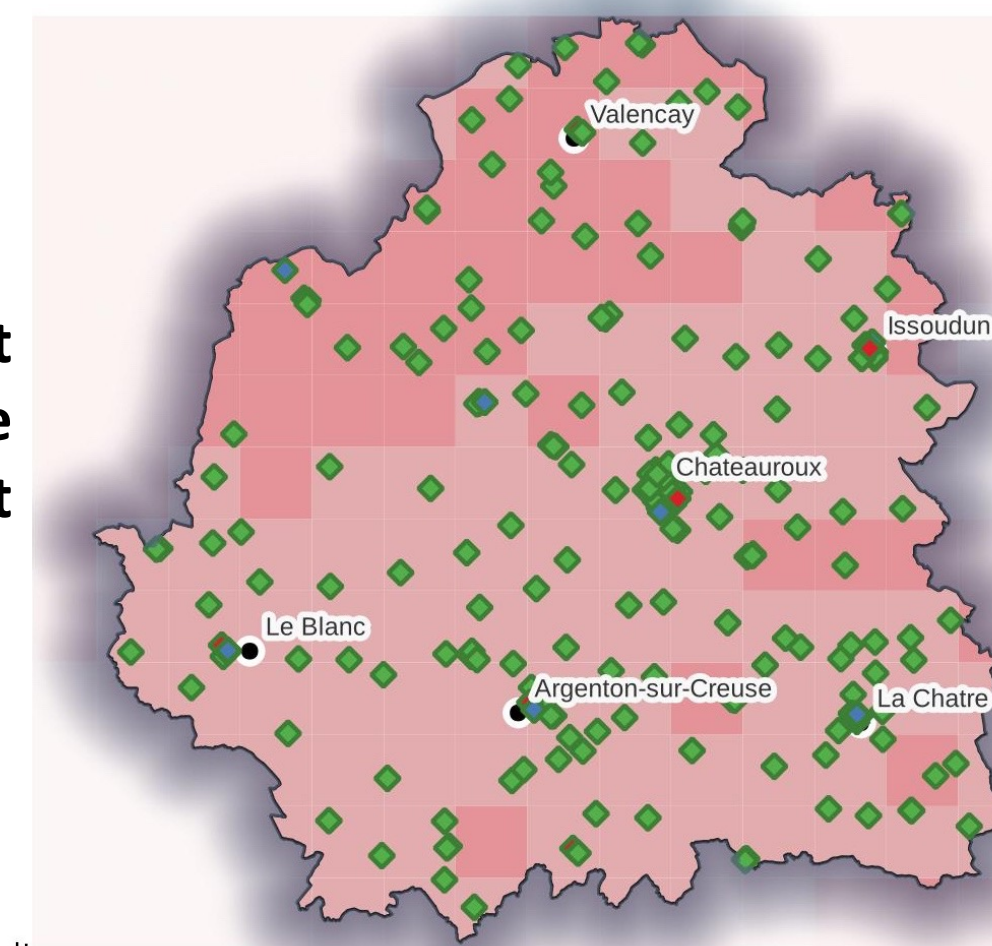 Valencay
Issoudun
t
e
Chateauroux
t
Le Blanc
Argenton-sur-Creuse
La Chatre